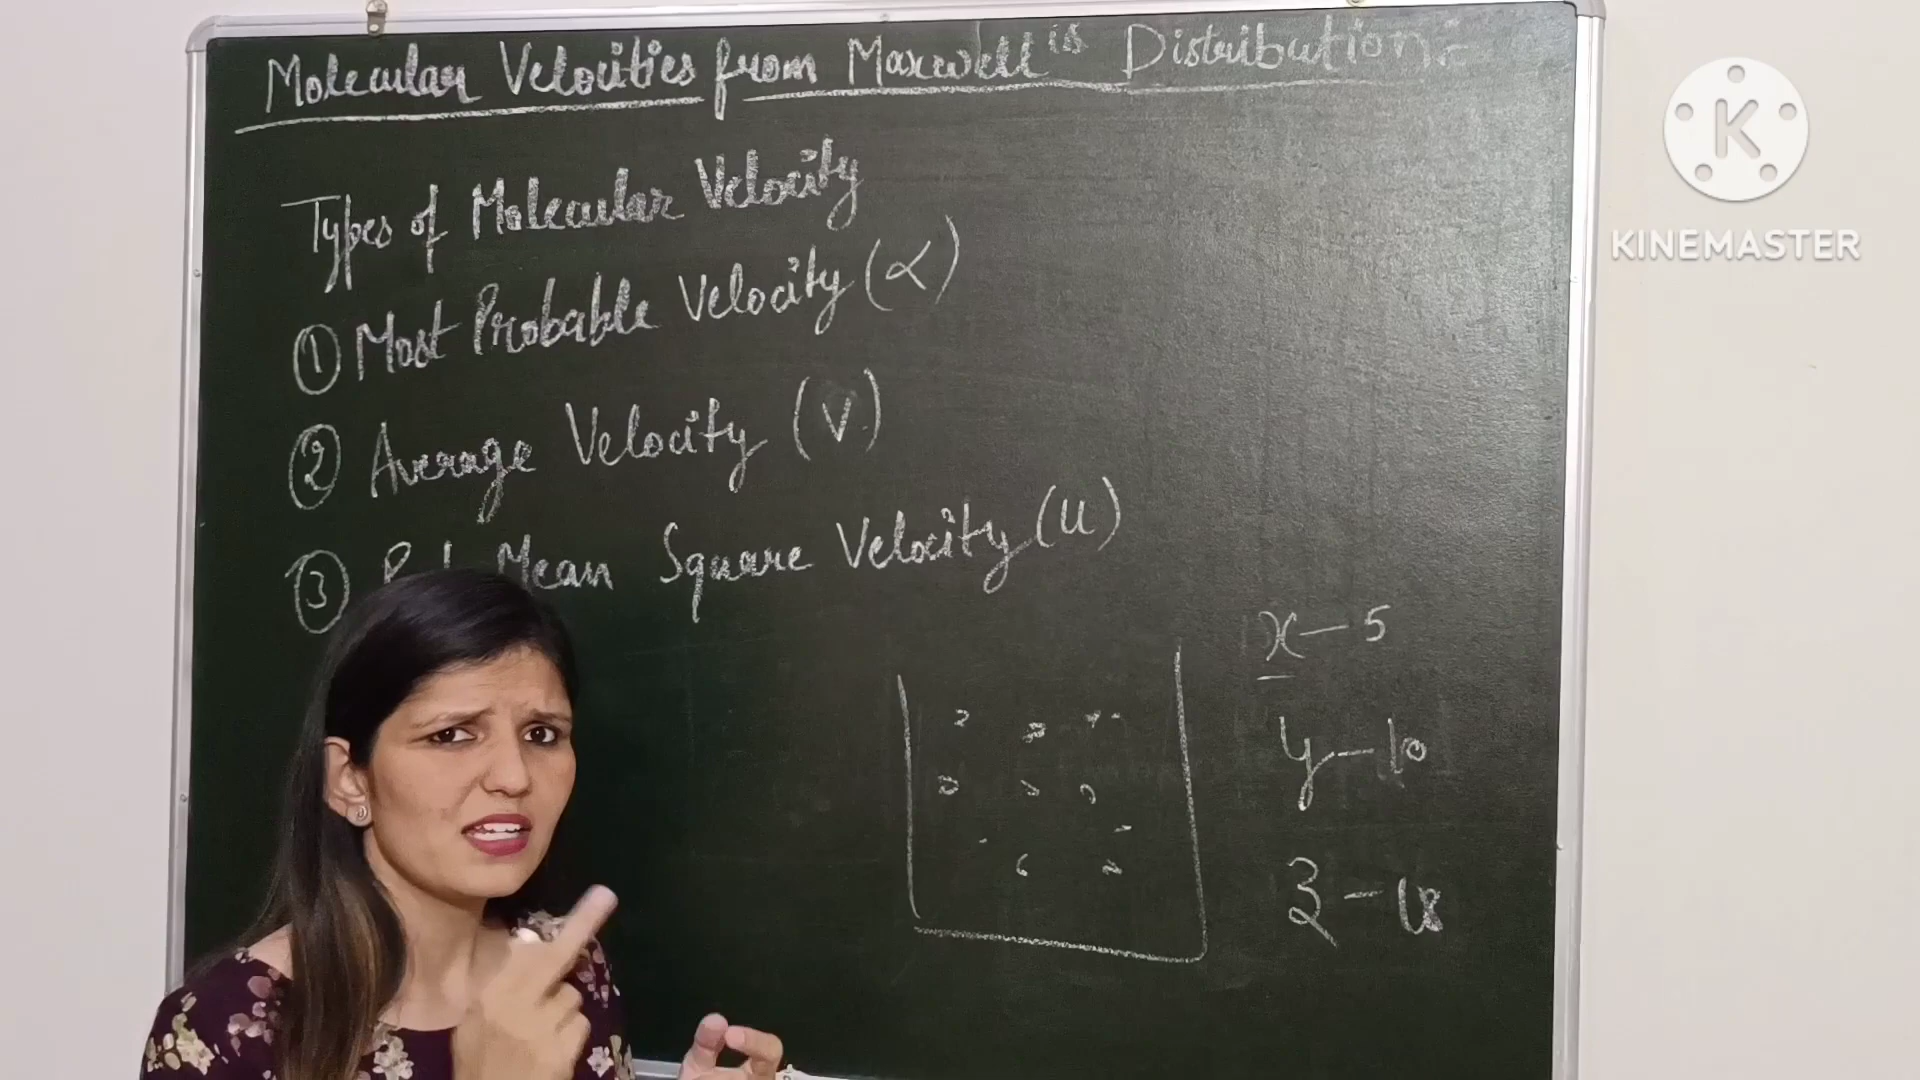 Molecular Velocities from Maxwell's Distribution:-
Types of Molecular Velocity
① Most Probable Velocity (α)
② Average Velocity (V)
③ Mean Square Velocity (u)
x — 5
y — 10
z — 18
K
KINEMASTER